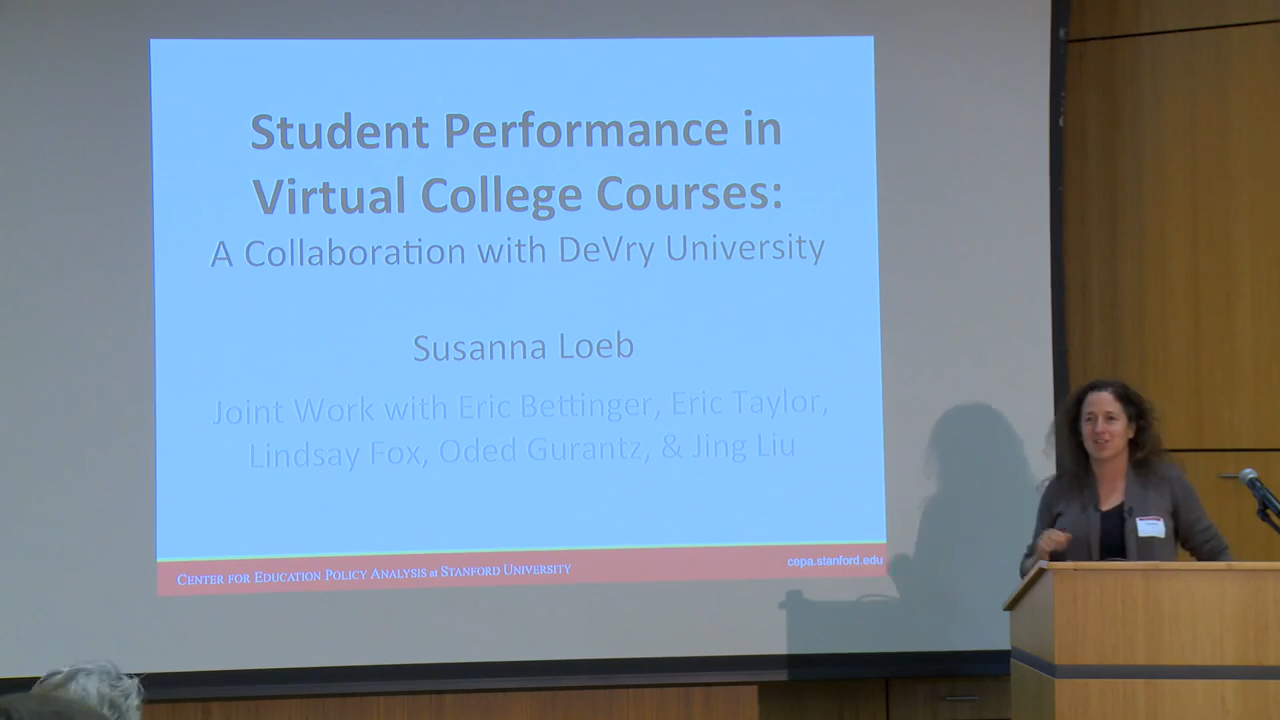 Student Performance in
Virtual College Courses:
A Collaboration with DeVry University
Susanna Loeb
Joint Work with Eric Bettinger, Eric Taylor,
Lindsay Fox, Oded Gurantz, & Jing Liu
CENTER FOR EDUCATION POLICY ANALYSIS at STANFORD UNIVERSITY
cepa.stanford.edu